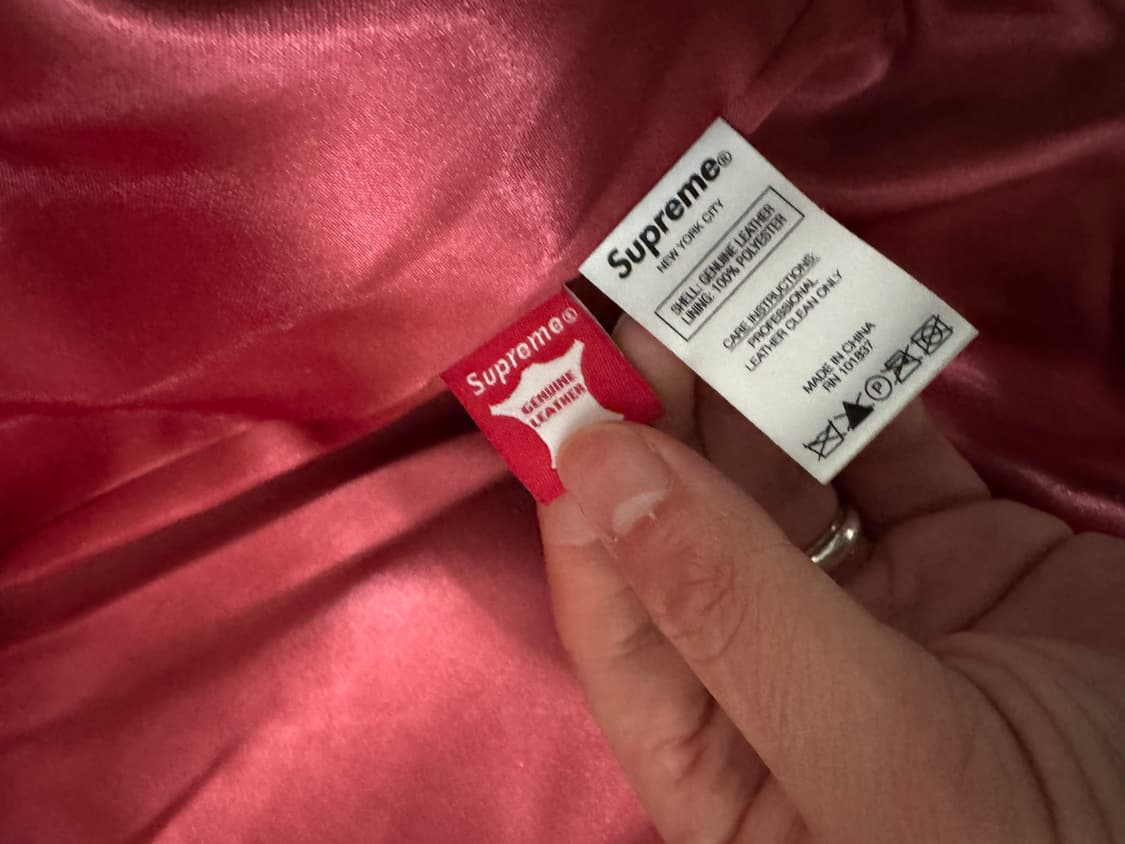 Supreme®
GENUINE
LEATHER
Supreme®
NEW YORK CITY
SHELL: GENUINE LEATHER
LINING: 100% POLYESTER
CARE INSTRUCTIONS:
PROFESSIONAL
LEATHER CLEAN ONLY
MADE IN CHINA
RN 101837
P